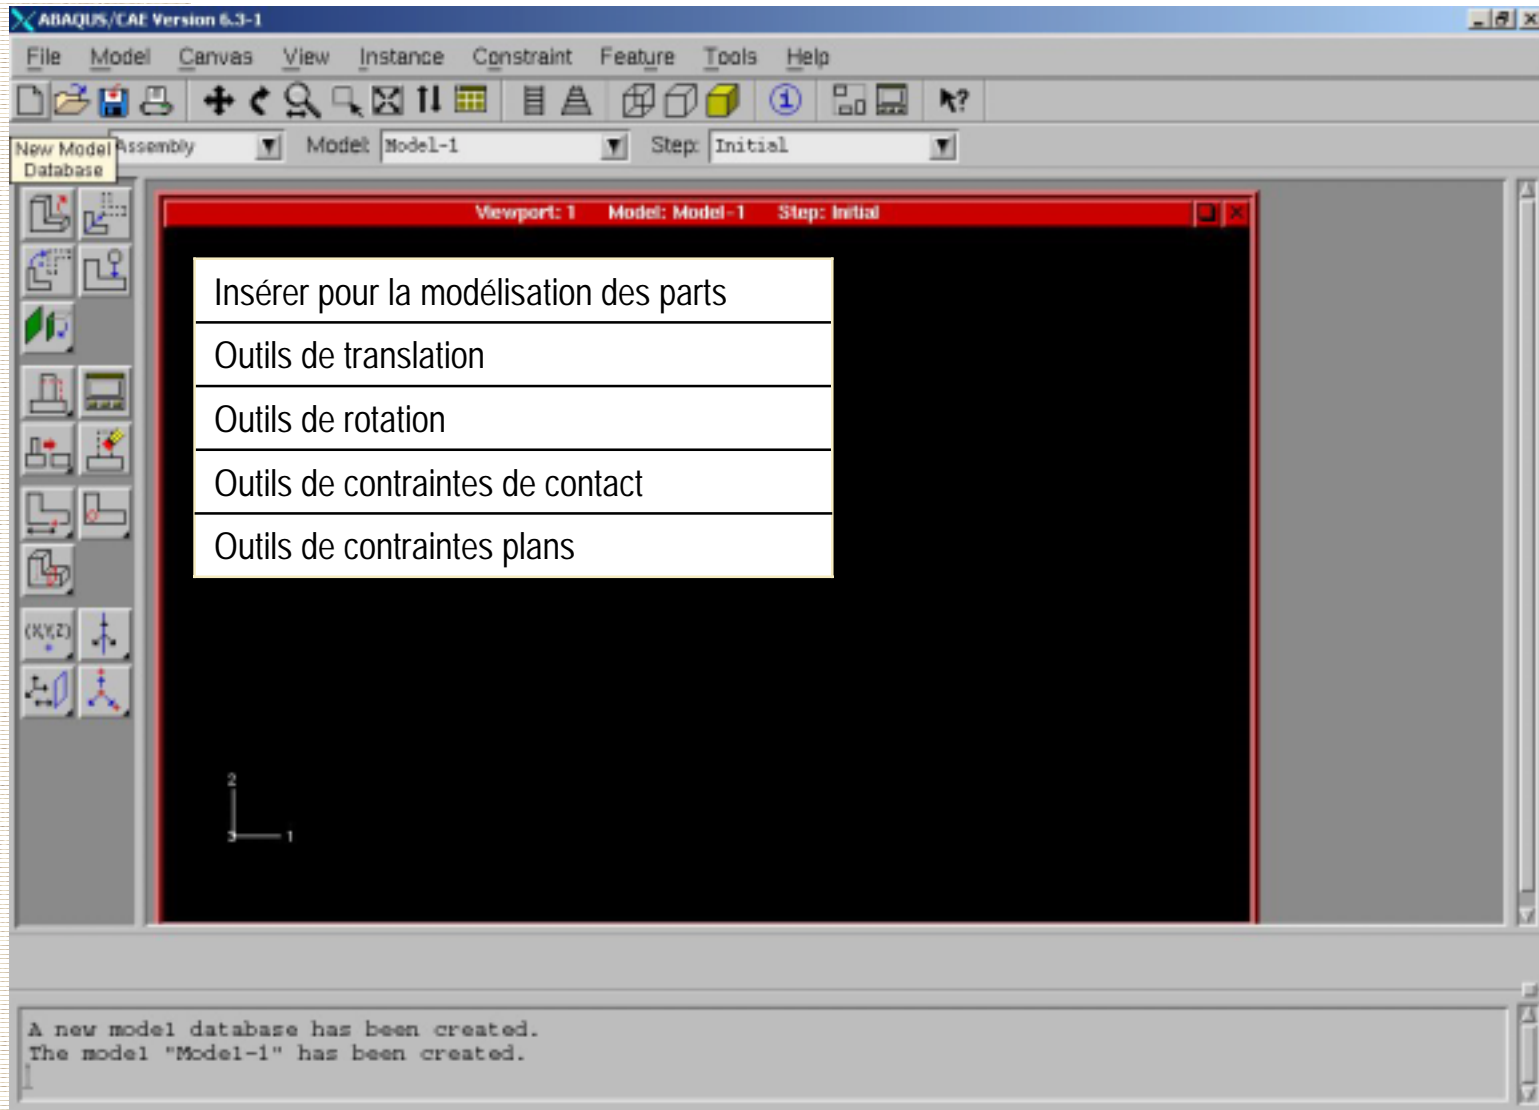 ABAQUS/CAE Version 6.3-1
File Model Canvas View Instance Constraint Feature Tools Help
New Model
Database
Assembly Model: Model-1 Step: Initial
Viewport: 1 Model: Model-1 Step: Initial
Insérer pour la modélisation des parts
Outils de translation
Outils de rotation
Outils de contraintes de contact
Outils de contraintes plans
(X,Y,Z)
2
3 1
A new model database has been created.
The model "Model-1" has been created.